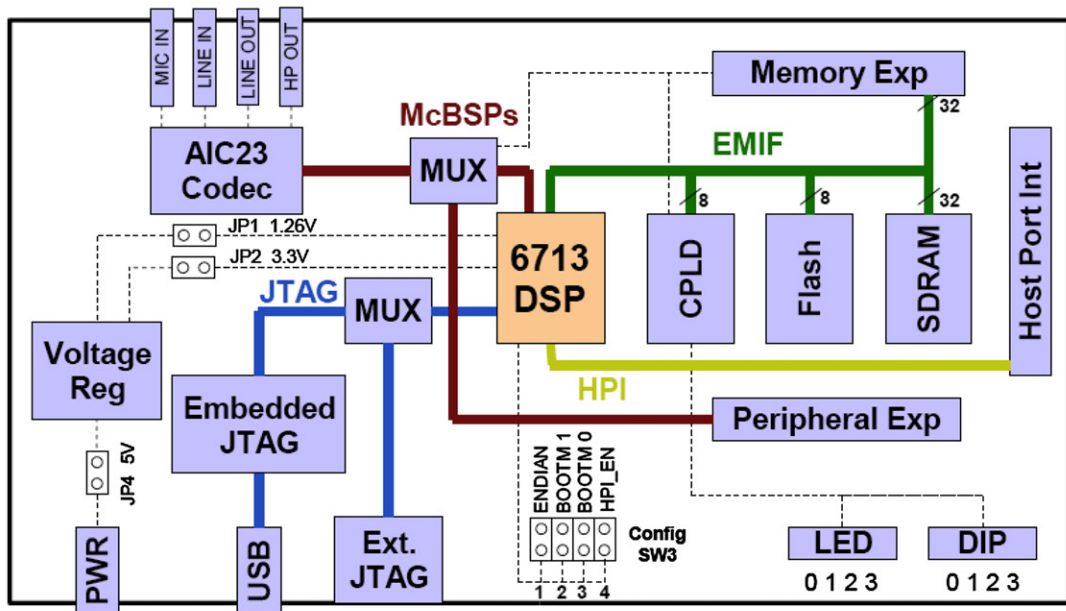 MIC IN
LINE IN
LINE OUT
HP OUT
Memory Exp
32
McBSPs
AIC23
Codec
MUX
EMIF
8
8
32
Host Port Int
JP1 1.26V
JP2 3.3V
6713
DSP
CPLD
Flash
SDRAM
JTAG
MUX
Voltage
Reg
HPI
Embedded
JTAG
Peripheral Exp
JP4 5V
ENDIAN
BOOTM 1
BOOTM 0
HPI_EN
Config
SW3
PWR
USB
Ext.
JTAG
1 2 3 4
LED
DIP
0 1 2 3
0 1 2 3